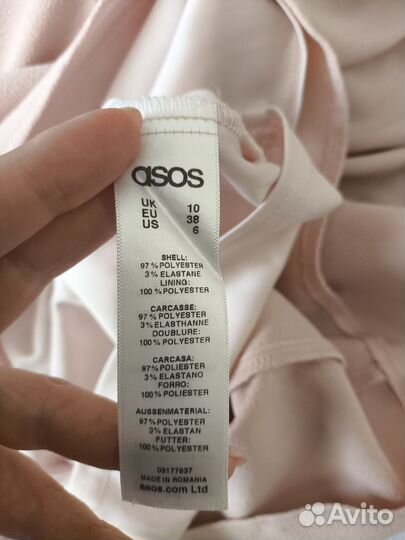 asos
UK 10
EU 38
US 6
SHELL:
97% POLYESTER
3% ELASTANE
LINING:
100% POLYESTER
CARCASSE:
97% POLYESTER
3% ELASTHANNE
DOUBLURE:
100% POLYESTER
CARCASA:
97% POLIESTER
3% ELASTANO
FORRO:
100% POLIESTER
AUSSENMATERIAL:
97% POLYESTER
3% ELASTAN
FUTTER:
100% POLYESTER
05177637
MADE IN ROMANIA
asos.com Ltd
Avito